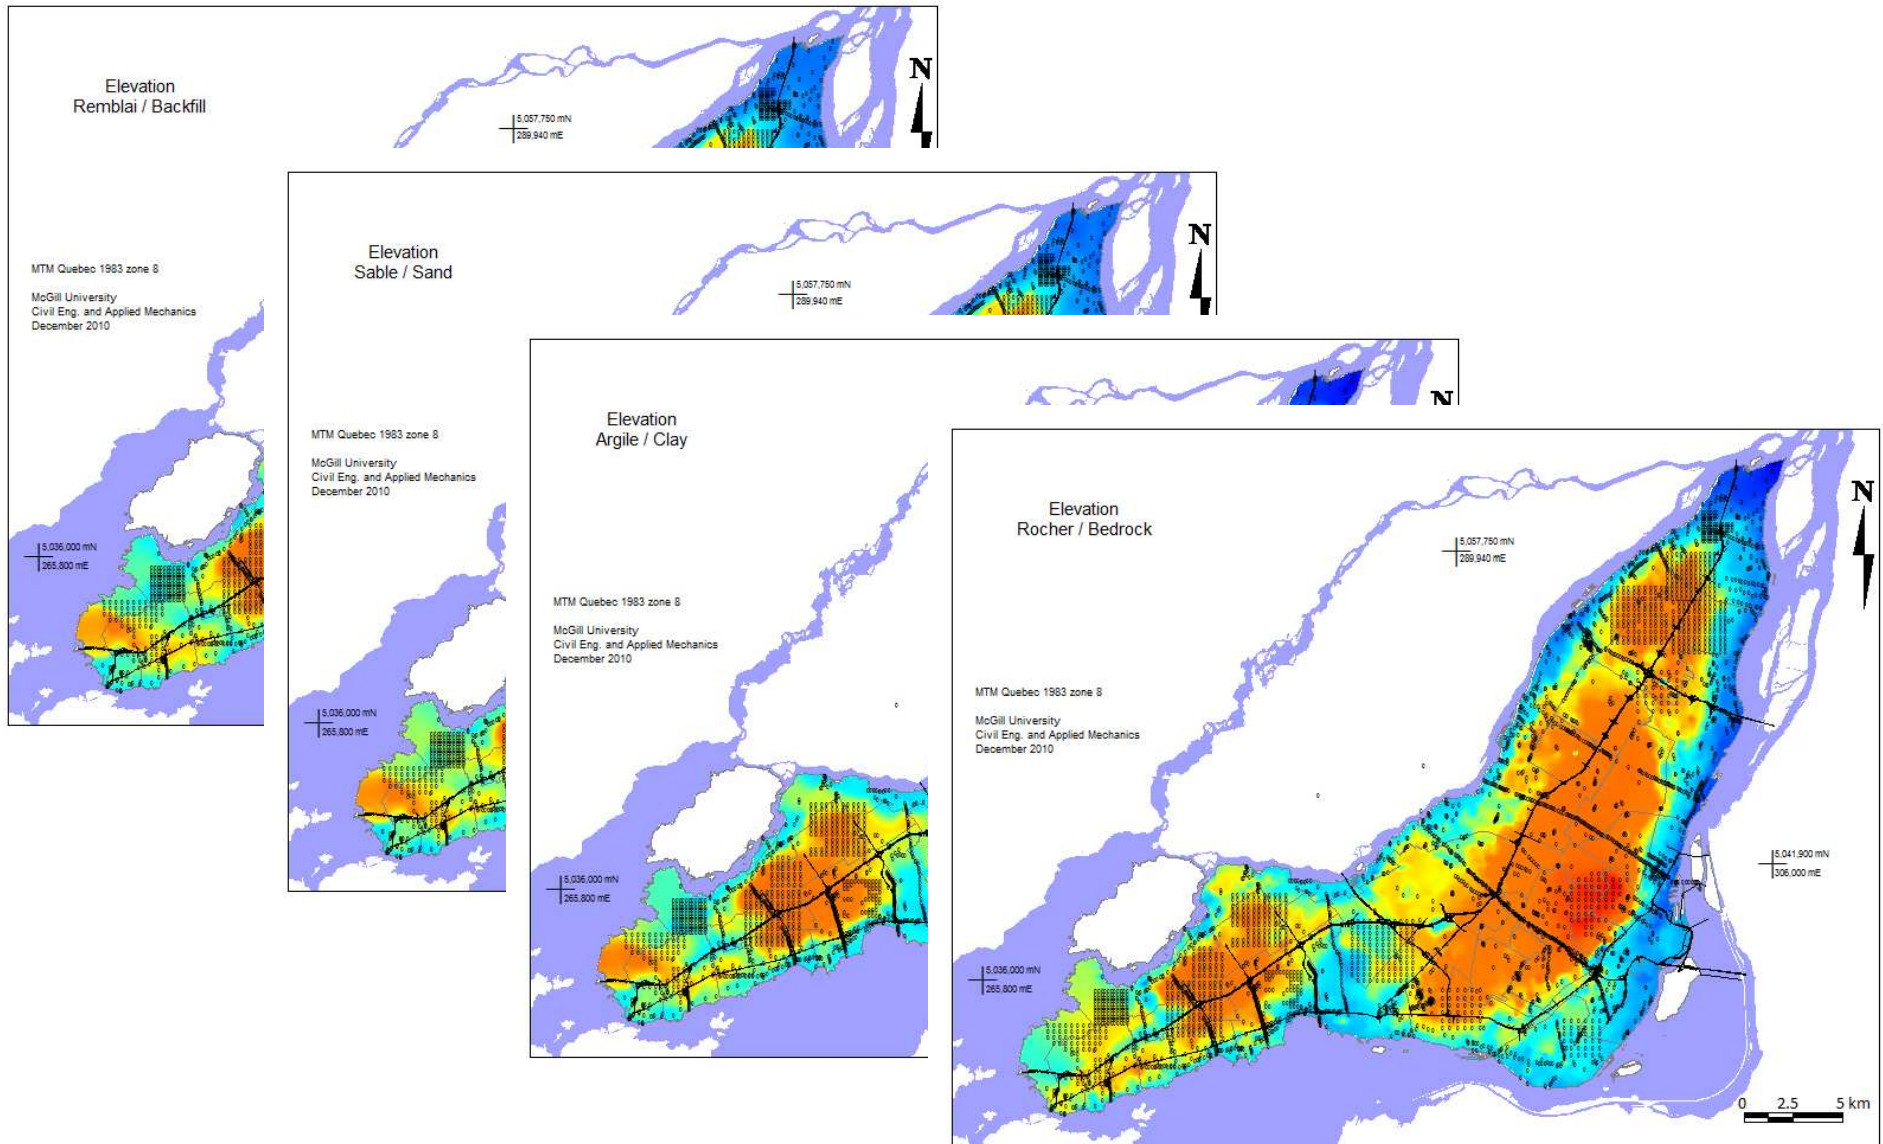 Elevation
Remblai / Backfill
N
5,057,750 mN
289,940 mE
MTM Quebec 1983 zone 8
McGill University
Civil Eng. and Applied Mechanics
December 2010
5,036,000 mN
265,800 mE
Elevation
Sable / Sand
N
5,057,750 mN
289,940 mE
MTM Quebec 1983 zone 8
McGill University
Civil Eng. and Applied Mechanics
December 2010
5,036,000 mN
265,800 mE
Elevation
Argile / Clay
N
MTM Quebec 1983 zone 8
McGill University
Civil Eng. and Applied Mechanics
December 2010
5,036,000 mN
265,800 mE
Elevation
Rocher / Bedrock
N
5,057,750 mN
289,940 mE
MTM Quebec 1983 zone 8
McGill University
Civil Eng. and Applied Mechanics
December 2010
5,041,900 mN
306,000 mE
5,036,000 mN
265,800 mE
0 2.5 5 km